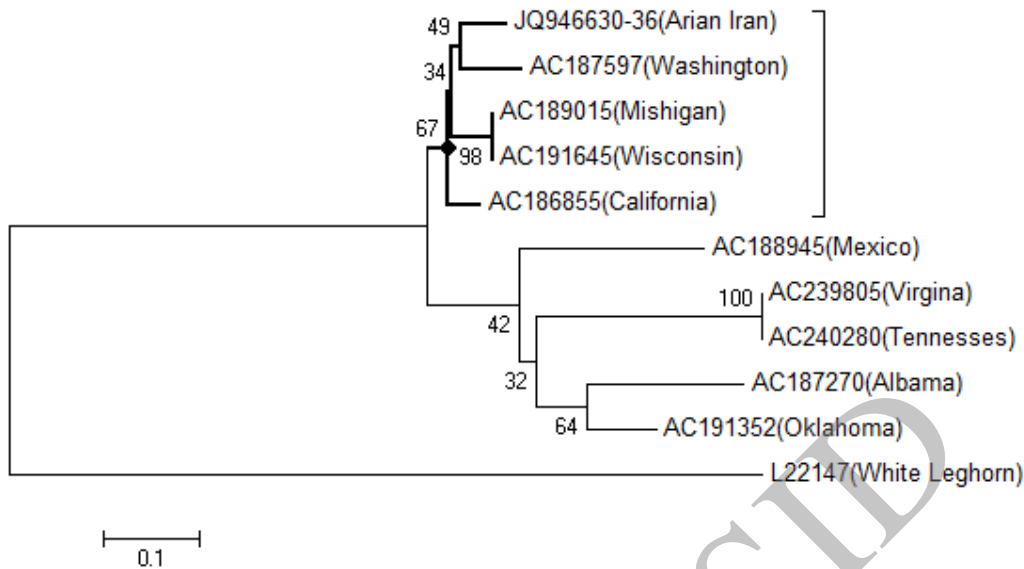 49
JQ946630-36(Arian Iran)
34
AC187597(Washington)
AC189015(Mishigan)
67
98
AC191645(Wisconsin)
AC186855(California)
AC188945(Mexico)
100
AC239805(Virgina)
42
AC240280(Tennesses)
32
AC187270(Albama)
64
AC191352(Oklahoma)
L22147(White Leghorn)
0.1
SID